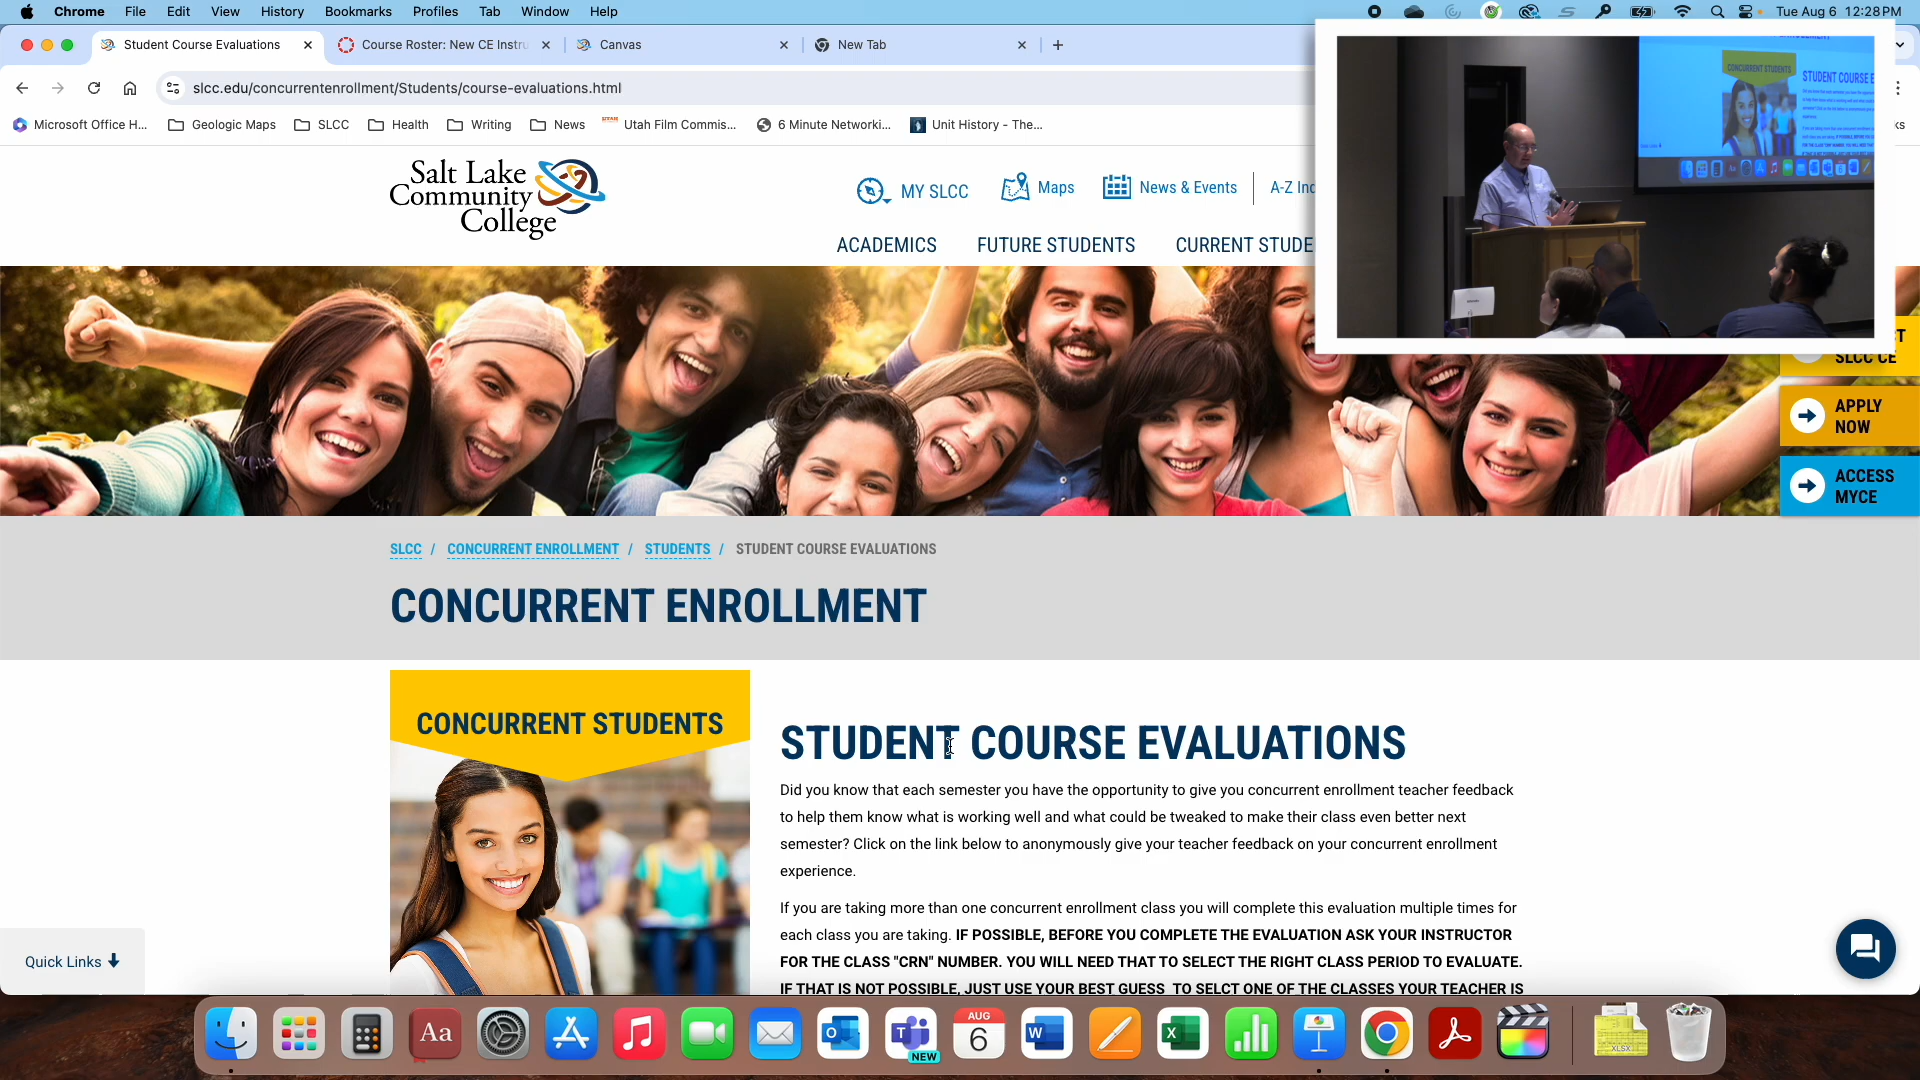 Chrome File Edit View History Bookmarks Profiles Tab Window Help
Tue Aug 6 12:28 PM
Student Course Evaluations
Course Roster: New CE Instru
Canvas
New Tab
slcc.edu/concurrentenrollment/Students/course-evaluations.html
Microsoft Office H...
Geologic Maps
SLCC
Health
Writing
News
Utah Film Commis...
6 Minute Networki...
Unit History - The...
Salt Lake
Community
College
MY SLCC
Maps
News & Events
A-Z Inc
ACADEMICS
FUTURE STUDENTS
CURRENT STUDE
CONCURRENT STUDENTS
STUDENT COURSE E
SLCC CE
APPLY
NOW
ACCESS
MYCE
SLCC / CONCURRENT ENROLLMENT / STUDENTS / STUDENT COURSE EVALUATIONS
CONCURRENT ENROLLMENT
CONCURRENT STUDENTS
STUDENT COURSE EVALUATIONS
Did you know that each semester you have the opportunity to give you concurrent enrollment teacher feedback
to help them know what is working well and what could be tweaked to make their class even better next
semester? Click on the link below to anonymously give your teacher feedback on your concurrent enrollment
experience.
If you are taking more than one concurrent enrollment class you will complete this evaluation multiple times for
each class you are taking. IF POSSIBLE, BEFORE YOU COMPLETE THE EVALUATION ASK YOUR INSTRUCTOR
FOR THE CLASS "CRN" NUMBER. YOU WILL NEED THAT TO SELECT THE RIGHT CLASS PERIOD TO EVALUATE.
IF THAT IS NOT POSSIBLE, JUST USE YOUR BEST GUESS TO SELCT ONE OF THE CLASSES YOUR TEACHER IS
Quick Links
Aa
AUG
6
NEW
XLSX